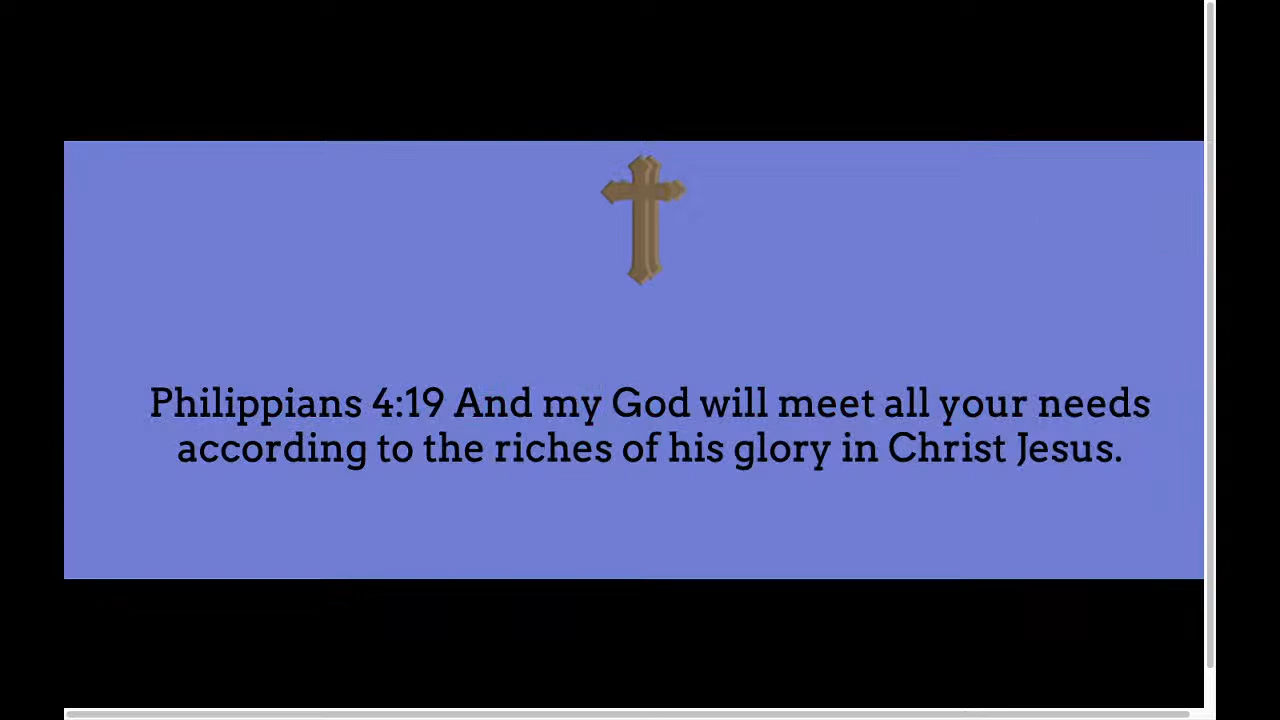 Philippians 4:19 And my God will meet all your needs
according to the riches of his glory in Christ Jesus.